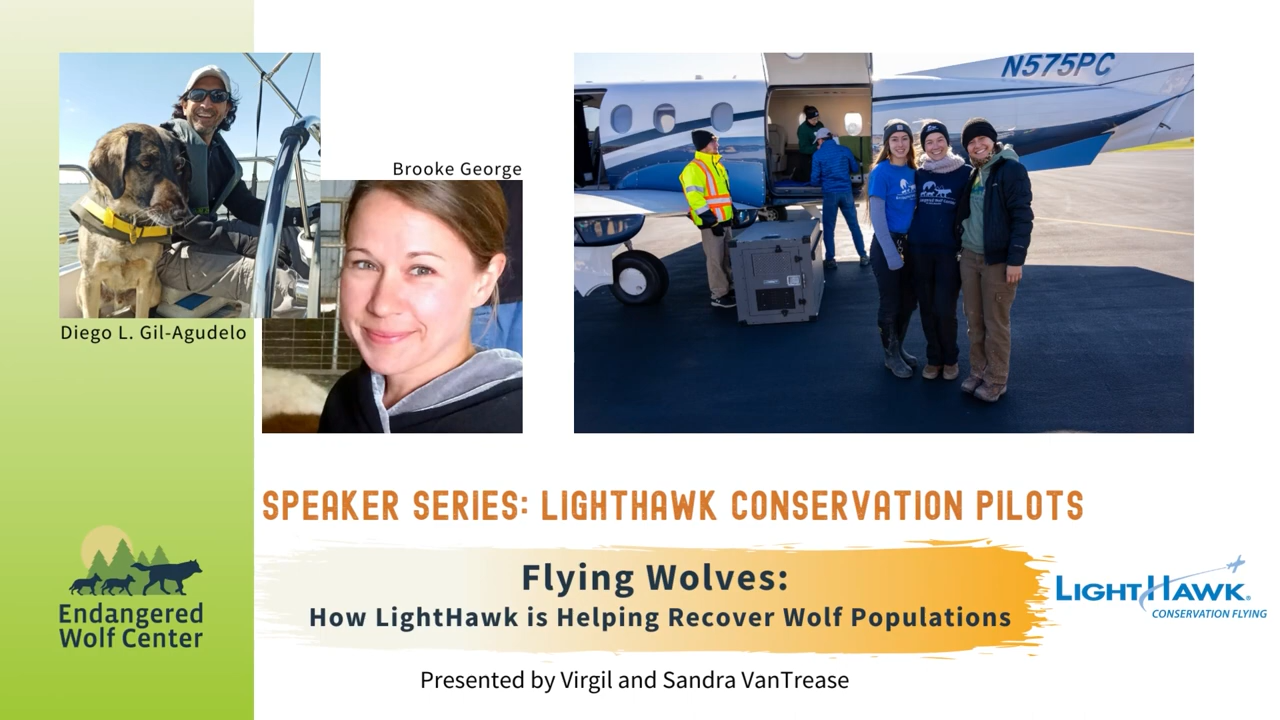 N575PC
Brooke George
Diego L. Gil-Agudelo
SPEAKER SERIES: LIGHTHAWK CONSERVATION PILOTS
Flying Wolves:
How LightHawk is Helping Recover Wolf Populations
Presented by Virgil and Sandra VanTrease
Endangered
Wolf Center
LIGHTHAWK®
CONSERVATION FLYING